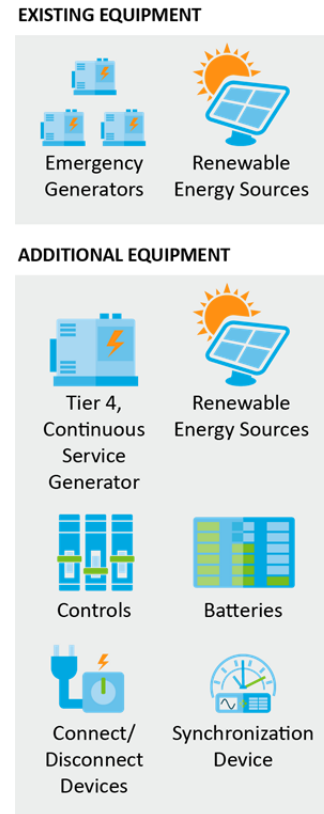 EXISTING EQUIPMENT
Emergency
Generators
Renewable
Energy Sources
ADDITIONAL EQUIPMENT
Tier 4,
Continuous
Service
Generator
Renewable
Energy Sources
Controls
Batteries
Connect/
Disconnect
Devices
Synchronization
Device